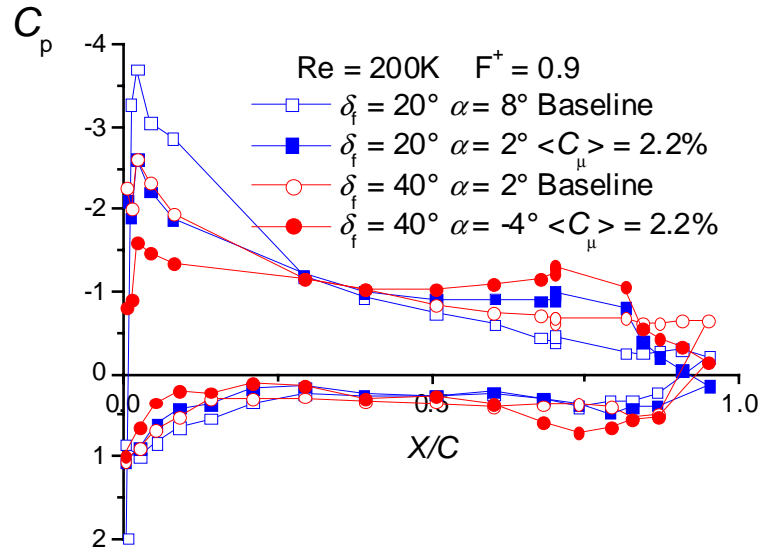 C_p
-4
-3
-2
-1
0
1
2
Re = 200K F^+ = 0.9
δ_f = 20° α = 8° Baseline
δ_f = 20° α = 2° <C_μ> = 2.2%
δ_f = 40° α = 2° Baseline
δ_f = 40° α = -4° <C_μ> = 2.2%
0.0 0.5 1.0
X/C